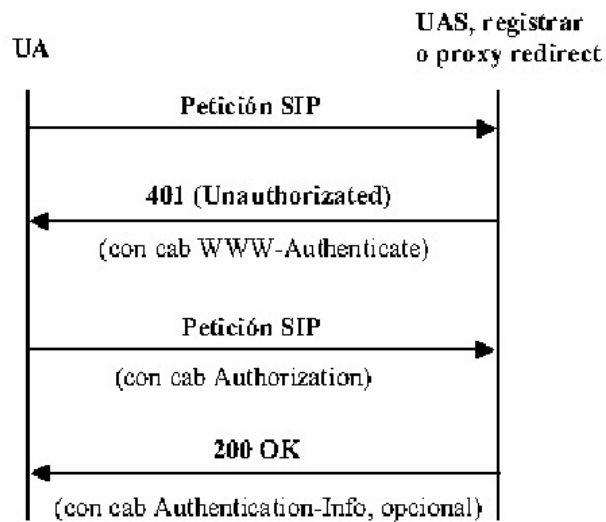 UA
UAS, registrar
o proxy redirect
Petición SIP
401 (Unauthorizated)
(con cab WWW-Authenticate)
Petición SIP
(con cab Authorization)
200 OK
(con cab Authentication-Info, opcional)